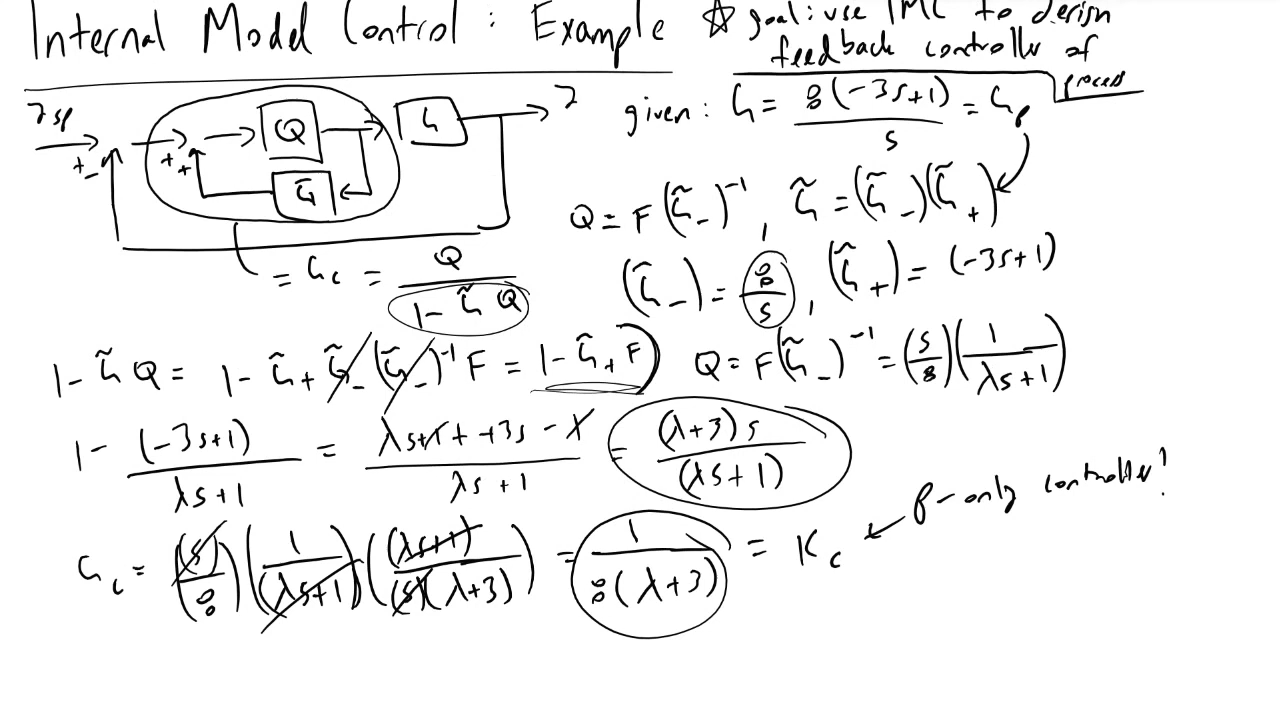 Internal Model Control : Example ☆ goal: use IMC to design
feedback controller of
process
given: G = 8(-3s+1)/s = Gp
ysp + - + + Q G̃ G y
Q = F(G̃-)^-1, G̃ = (G̃-)(G̃+)
= Gc = Q/(1 - G̃Q)
(G̃-) = 8/s, (G̃+) = (-3s+1)
1 - G̃Q = 1 - G̃+ G̃- (G̃-)^-1 F = 1 - G̃+ F)
Q = F(G̃-)^-1 = (s/8)(1/(λs+1))
1 - (-3s+1)/(λs+1) = (λs+1 + +3s - 1)/(λs+1) = (λ+3)s/(λs+1)
Gc = ((s)/8)(1/(λs+1))((λs+1)/((s)(λ+3))) = 1/(8(λ+3)) = Kc ← P-only controller!